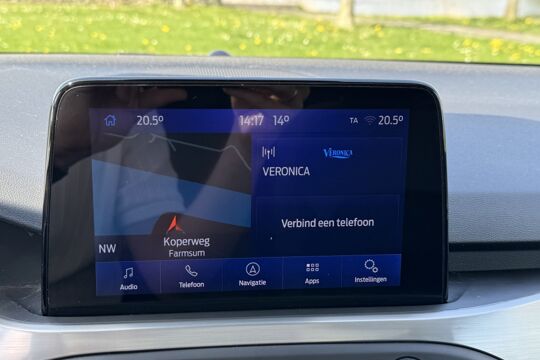 20.5° 14:17 14° TA 20.5°
VERONICA
VERONICA
Verbind een telefoon
NW
Koperweg
Farmsum
Audio Telefoon Navigatie Apps Instellingen